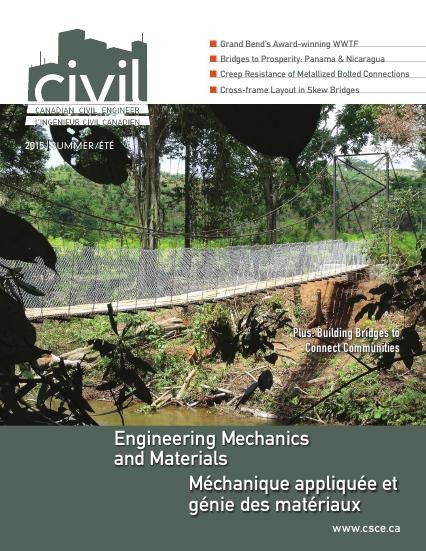 Grand Bend's Award-winning WWTF
Bridges to Prosperity: Panama & Nicaragua
Creep Resistance of Metallized Bolted Connections
Cross-frame Layout in Skew Bridges
civil
CANADIAN CIVIL ENGINEER
L'INGÉNIEUR CIVIL CANADIEN
2015 | SUMMER/ÉTÉ
Plus: Building Bridges to
Connect Communities
Engineering Mechanics
and Materials
Méchanique appliquée et
génie des matériaux
www.csce.ca